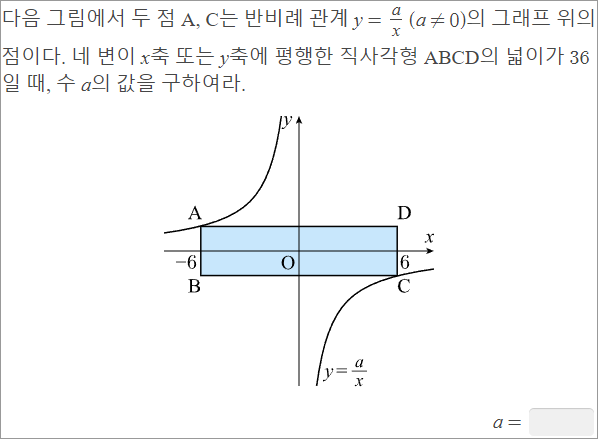 다음 그림에서 두 점 A, C는 반비례 관계 y = a/x (a ≠ 0)의 그래프 위의
점이다. 네 변이 x축 또는 y축에 평행한 직사각형 ABCD의 넓이가 36
일 때, 수 a의 값을 구하여라.
y
A D
x
−6 O 6
B C
y = a/x
a =